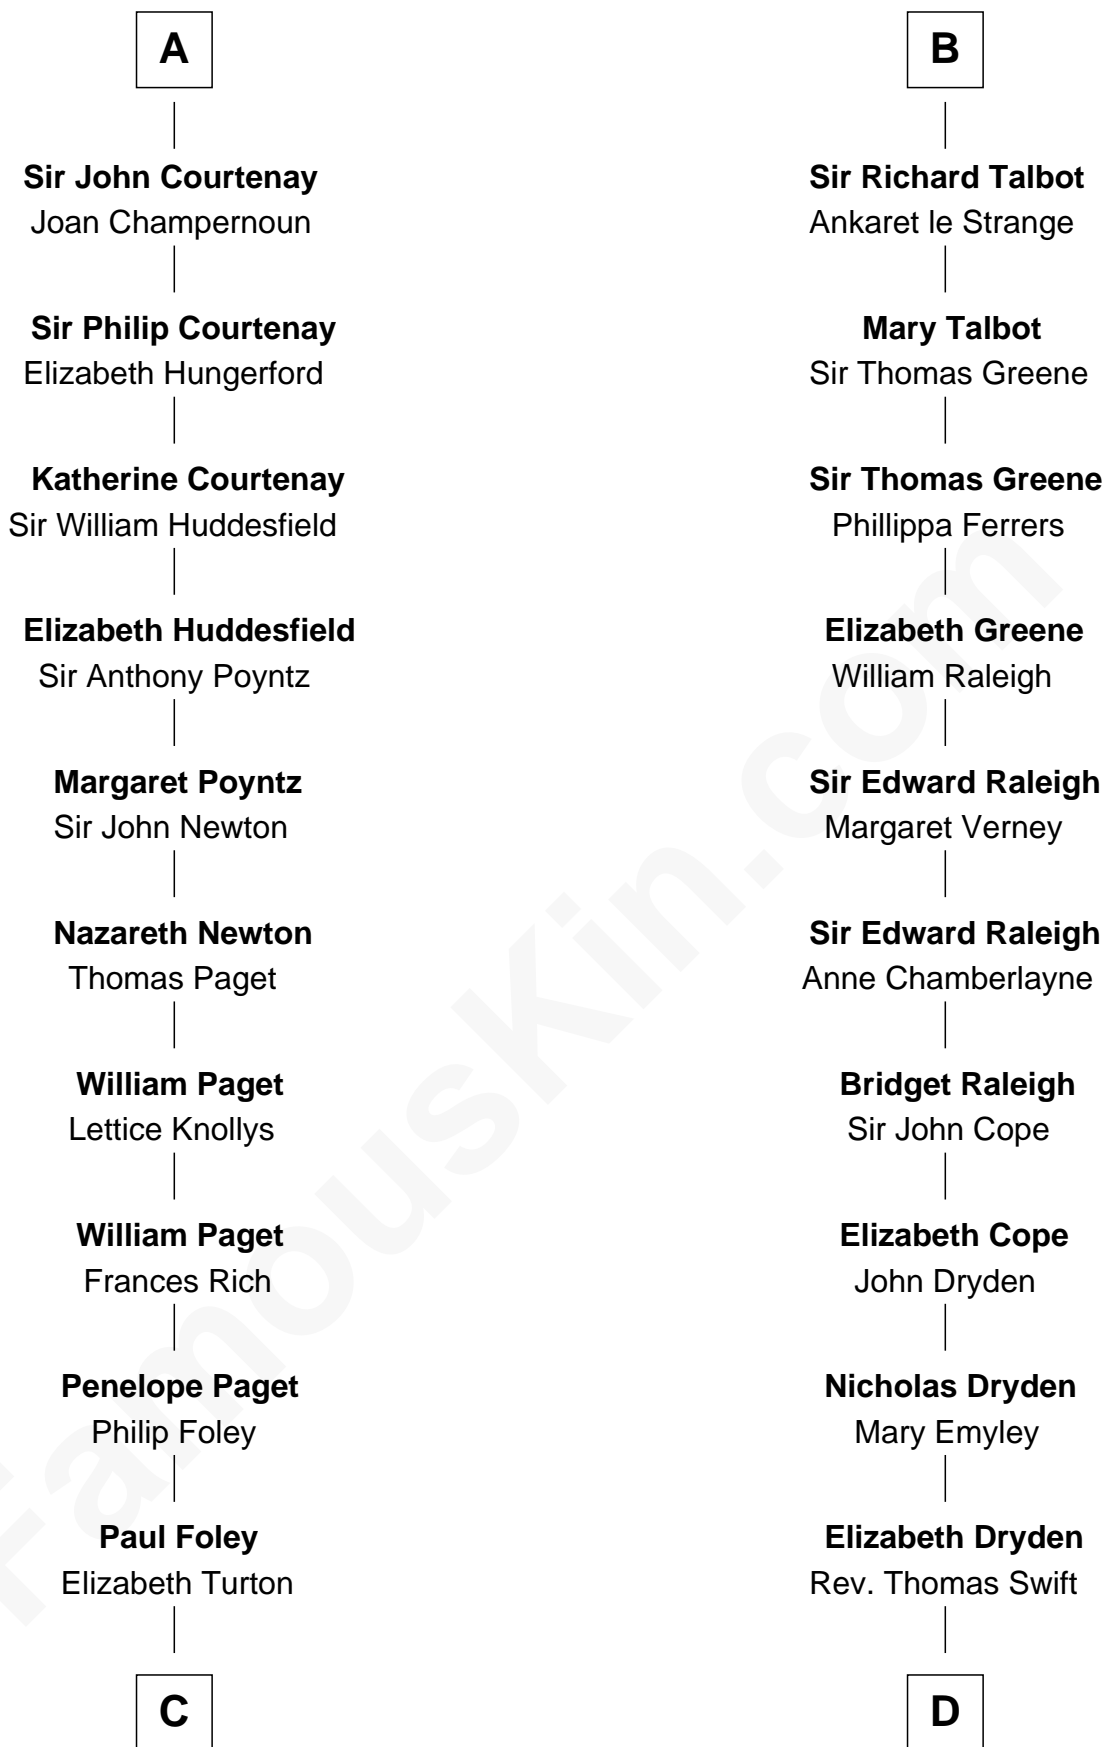 A
Sir John Courtenay
Joan Champernoun
Sir Philip Courtenay
Elizabeth Hungerford
Katherine Courtenay
Sir William Huddesfield
Elizabeth Huddesfield
Sir Anthony Poyntz
Margaret Poyntz
Sir John Newton
Nazareth Newton
Thomas Paget
William Paget
Lettice Knollys
William Paget
Frances Rich
Penelope Paget
Philip Foley
Paul Foley
Elizabeth Turton
C
B
Sir Richard Talbot
Ankaret le Strange
Mary Talbot
Sir Thomas Greene
Sir Thomas Greene
Phillippa Ferrers
Elizabeth Greene
William Raleigh
Sir Edward Raleigh
Margaret Verney
Sir Edward Raleigh
Anne Chamberlayne
Bridget Raleigh
Sir John Cope
Elizabeth Cope
John Dryden
Nicholas Dryden
Mary Emyley
Elizabeth Dryden
Rev. Thomas Swift
D
FamousKin.com